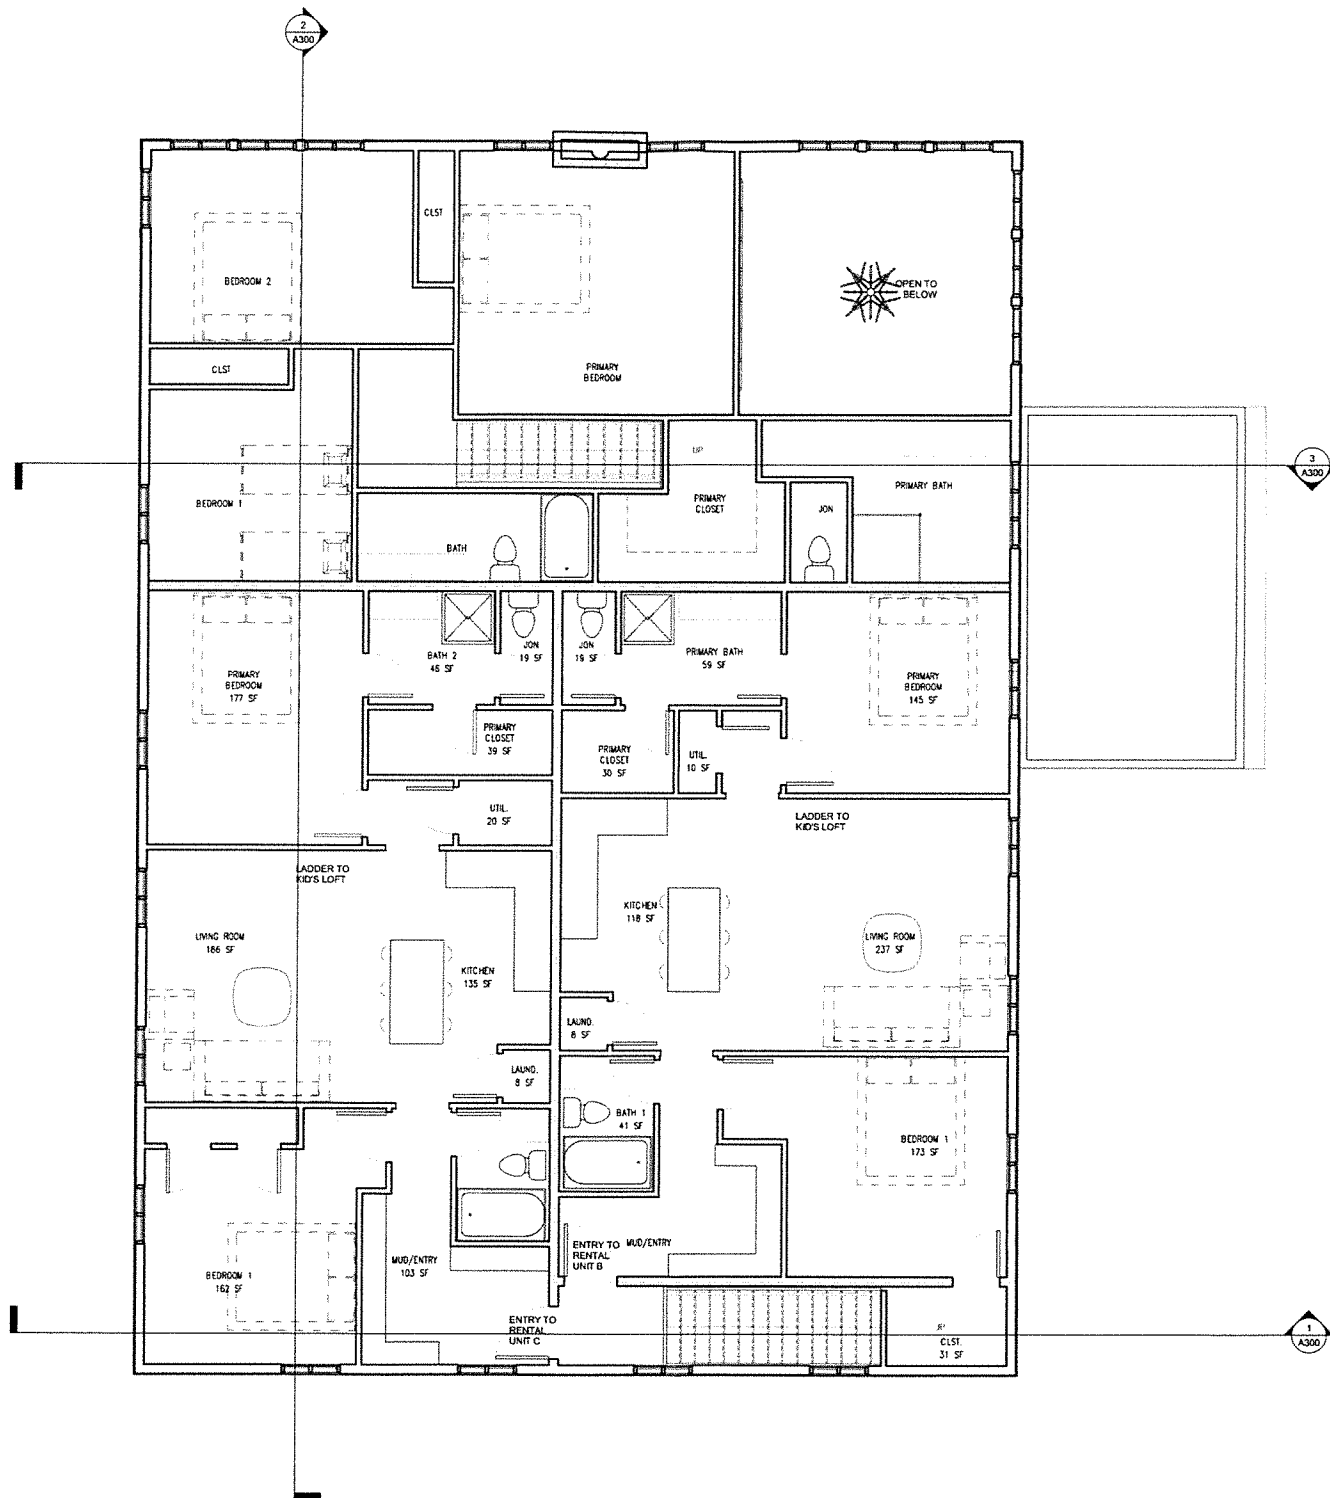 2
A300
CLST
BEDROOM 2
OPEN TO
BELOW
CLST
PRIMARY
BEDROOM
UP
3
A300
PRIMARY BATH
BEDROOM 1
PRIMARY
CLOSET
JON
BATH
JON
19 SF
JON
19 SF
BATH 2
46 SF
PRIMARY BATH
59 SF
PRIMARY
BEDROOM
177 SF
PRIMARY
BEDROOM
145 SF
PRIMARY
CLOSET
39 SF
PRIMARY
CLOSET
30 SF
UTIL.
10 SF
UTIL.
20 SF
LADDER TO
KID'S LOFT
LADDER TO
KID'S LOFT
KITCHEN
118 SF
LIVING ROOM
186 SF
LIVING ROOM
237 SF
KITCHEN
135 SF
LAUND.
8 SF
LAUND.
8 SF
BATH 1
41 SF
BEDROOM 1
173 SF
ENTRY TO
RENTAL
UNIT B
MUD/ENTRY
MUD/ENTRY
103 SF
BEDROOM 1
162 SF
ENTRY TO
RENTAL
UNIT C
CLST.
31 SF
1
A300